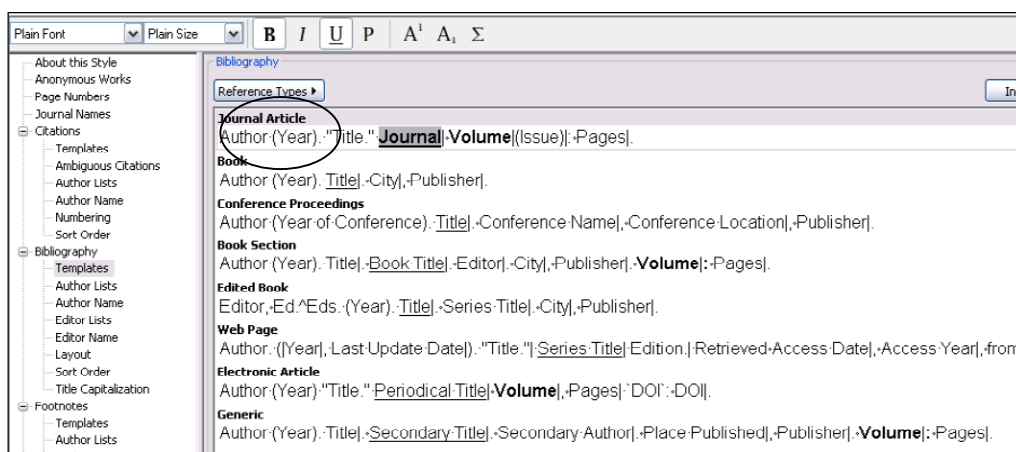 Plain Font Plain Size B I U P A¹ A₁ Σ
About this Style
Anonymous Works
Page Numbers
Journal Names
Citations
Templates
Ambiguous Citations
Author Lists
Author Name
Numbering
Sort Order
Bibliography
Templates
Author Lists
Author Name
Editor Lists
Editor Name
Layout
Sort Order
Title Capitalization
Footnotes
Templates
Author Lists
Bibliography
Reference Types In
Journal Article
Author·(Year).·"Title."·Journal|·Volume|(Issue)|:·Pages|.
Book
Author·(Year).·Title|.·City|,·Publisher|.
Conference Proceedings
Author·(Year·of·Conference).·Title|.·Conference·Name|,·Conference·Location|,·Publisher|.
Book Section
Author·(Year).·Title|.·Book·Title|.·Editor|.·City|,·Publisher|.·Volume|:·Pages|.
Edited Book
Editor,·Ed.^Eds.·(Year).·Title|.·Series·Title|.·City|,·Publisher|.
Web Page
Author.·(|Year|,·Last·Update·Date|).·"Title."|·Series·Title|·Edition.|·Retrieved·Access·Date|,·Access·Year|,·from
Electronic Article
Author·(Year)·"Title."·Periodical·Title|·Volume|,·Pages|·`DOI`:·DOI|.
Generic
Author·(Year).·Title|.·Secondary·Title|.·Secondary·Author|.·Place·Published|,·Publisher|.·Volume|:·Pages|.